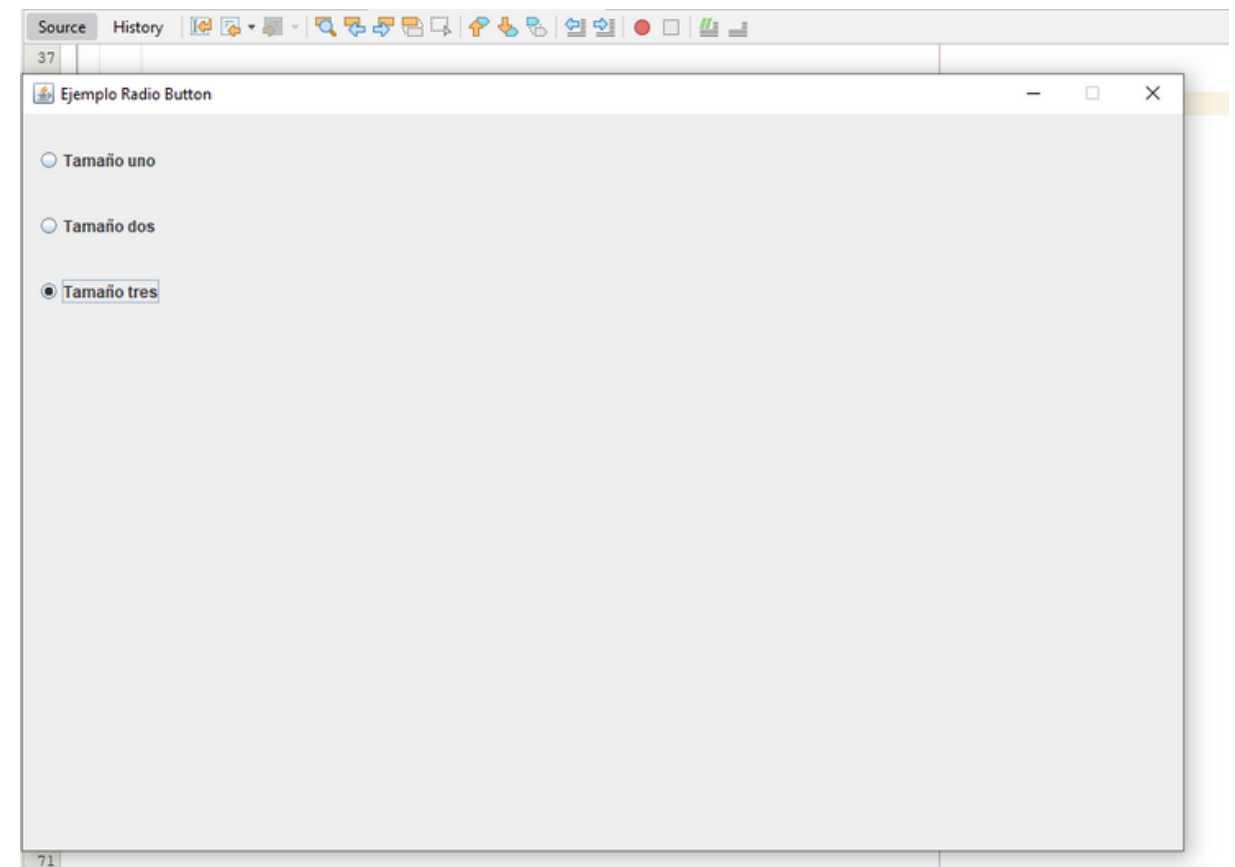 Source History
37
Ejemplo Radio Button
Tamaño uno
Tamaño dos
Tamaño tres
71